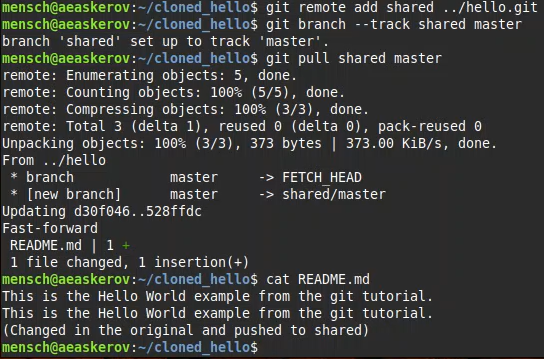 mensch@aeaskerov:~/cloned_hello$ git remote add shared ../hello.git
mensch@aeaskerov:~/cloned_hello$ git branch --track shared master
branch 'shared' set up to track 'master'.
mensch@aeaskerov:~/cloned_hello$ git pull shared master
remote: Enumerating objects: 5, done.
remote: Counting objects: 100% (5/5), done.
remote: Compressing objects: 100% (3/3), done.
remote: Total 3 (delta 1), reused 0 (delta 0), pack-reused 0
Unpacking objects: 100% (3/3), 373 bytes | 373.00 KiB/s, done.
From ../hello
 * branch            master     -> FETCH_HEAD
 * [new branch]      master     -> shared/master
Updating d30f046..528ffdc
Fast-forward
 README.md | 1 +
 1 file changed, 1 insertion(+)
mensch@aeaskerov:~/cloned_hello$ cat README.md
This is the Hello World example from the git tutorial.
This is the Hello World example from the git tutorial.
(Changed in the original and pushed to shared)
mensch@aeaskerov:~/cloned_hello$